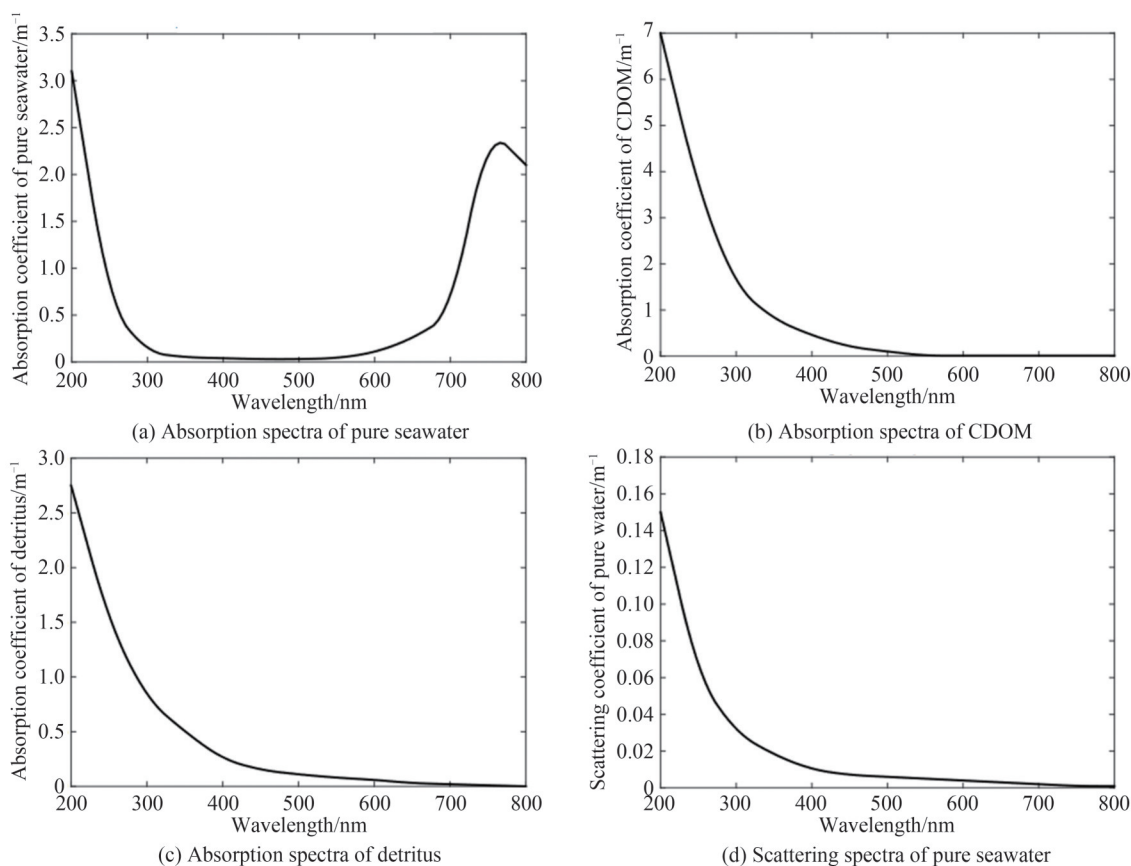 Absorption coefficient of pure seawater/m⁻¹
3.5
3.0
2.5
2.0
1.5
1.0
0.5
0
200 300 400 500 600 700 800
Wavelength/nm
(a) Absorption spectra of pure seawater
Absorption coefficient of CDOM/m⁻¹
7
6
5
4
3
2
1
0
200 300 400 500 600 700 800
Wavelength/nm
(b) Absorption spectra of CDOM
Absorption coefficient of detritus/m⁻¹
3.0
2.5
2.0
1.5
1.0
0.5
0
200 300 400 500 600 700 800
Wavelength/nm
(c) Absorption spectra of detritus
Scattering coefficient of pure water/m⁻¹
0.18
0.16
0.14
0.12
0.10
0.08
0.06
0.04
0.02
0
200 300 400 500 600 700 800
Wavelength/nm
(d) Scattering spectra of pure seawater